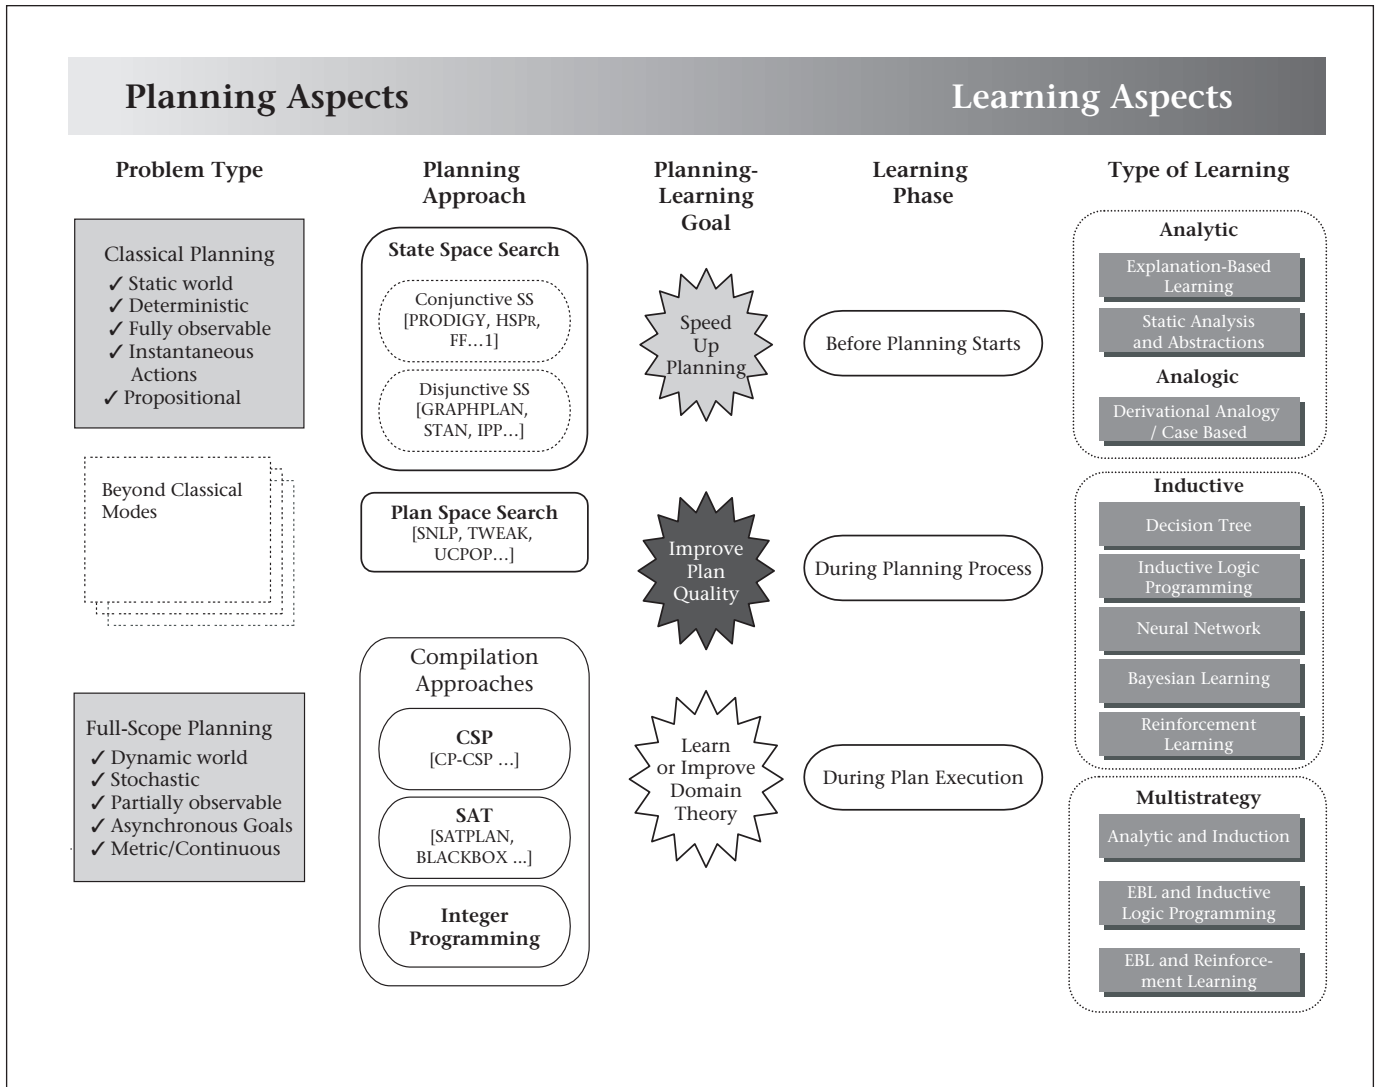 Planning Aspects
Learning Aspects
Problem Type
Classical Planning
✓ Static world
✓ Deterministic
✓ Fully observable
✓ Instantaneous
Actions
✓ Propositional
Beyond Classical
Modes
Full-Scope Planning
✓ Dynamic world
✓ Stochastic
✓ Partially observable
✓ Asynchronous Goals
✓ Metric/Continuous
Planning
Approach
State Space Search
Conjunctive SS
[PRODIGY, HSPR,
FF…1]
Disjunctive SS
[GRAPHPLAN,
STAN, IPP…]
Plan Space Search
[SNLP, TWEAK,
UCPOP…]
Compilation
Approaches
CSP
[CP-CSP …]
SAT
[SATPLAN,
BLACKBOX ...]
Integer
Programming
Planning-
Learning
Goal
Speed
Up
Planning
Improve
Plan
Quality
Learn
or Improve
Domain
Theory
Learning
Phase
Before Planning Starts
During Planning Process
During Plan Execution
Type of Learning
Analytic
Explanation-Based
Learning
Static Analysis
and Abstractions
Analogic
Derivational Analogy
/ Case Based
Inductive
Decision Tree
Inductive Logic
Programming
Neural Network
Bayesian Learning
Reinforcement
Learning
Multistrategy
Analytic and Induction
EBL and Inductive
Logic Programming
EBL and Reinforce-
ment Learning